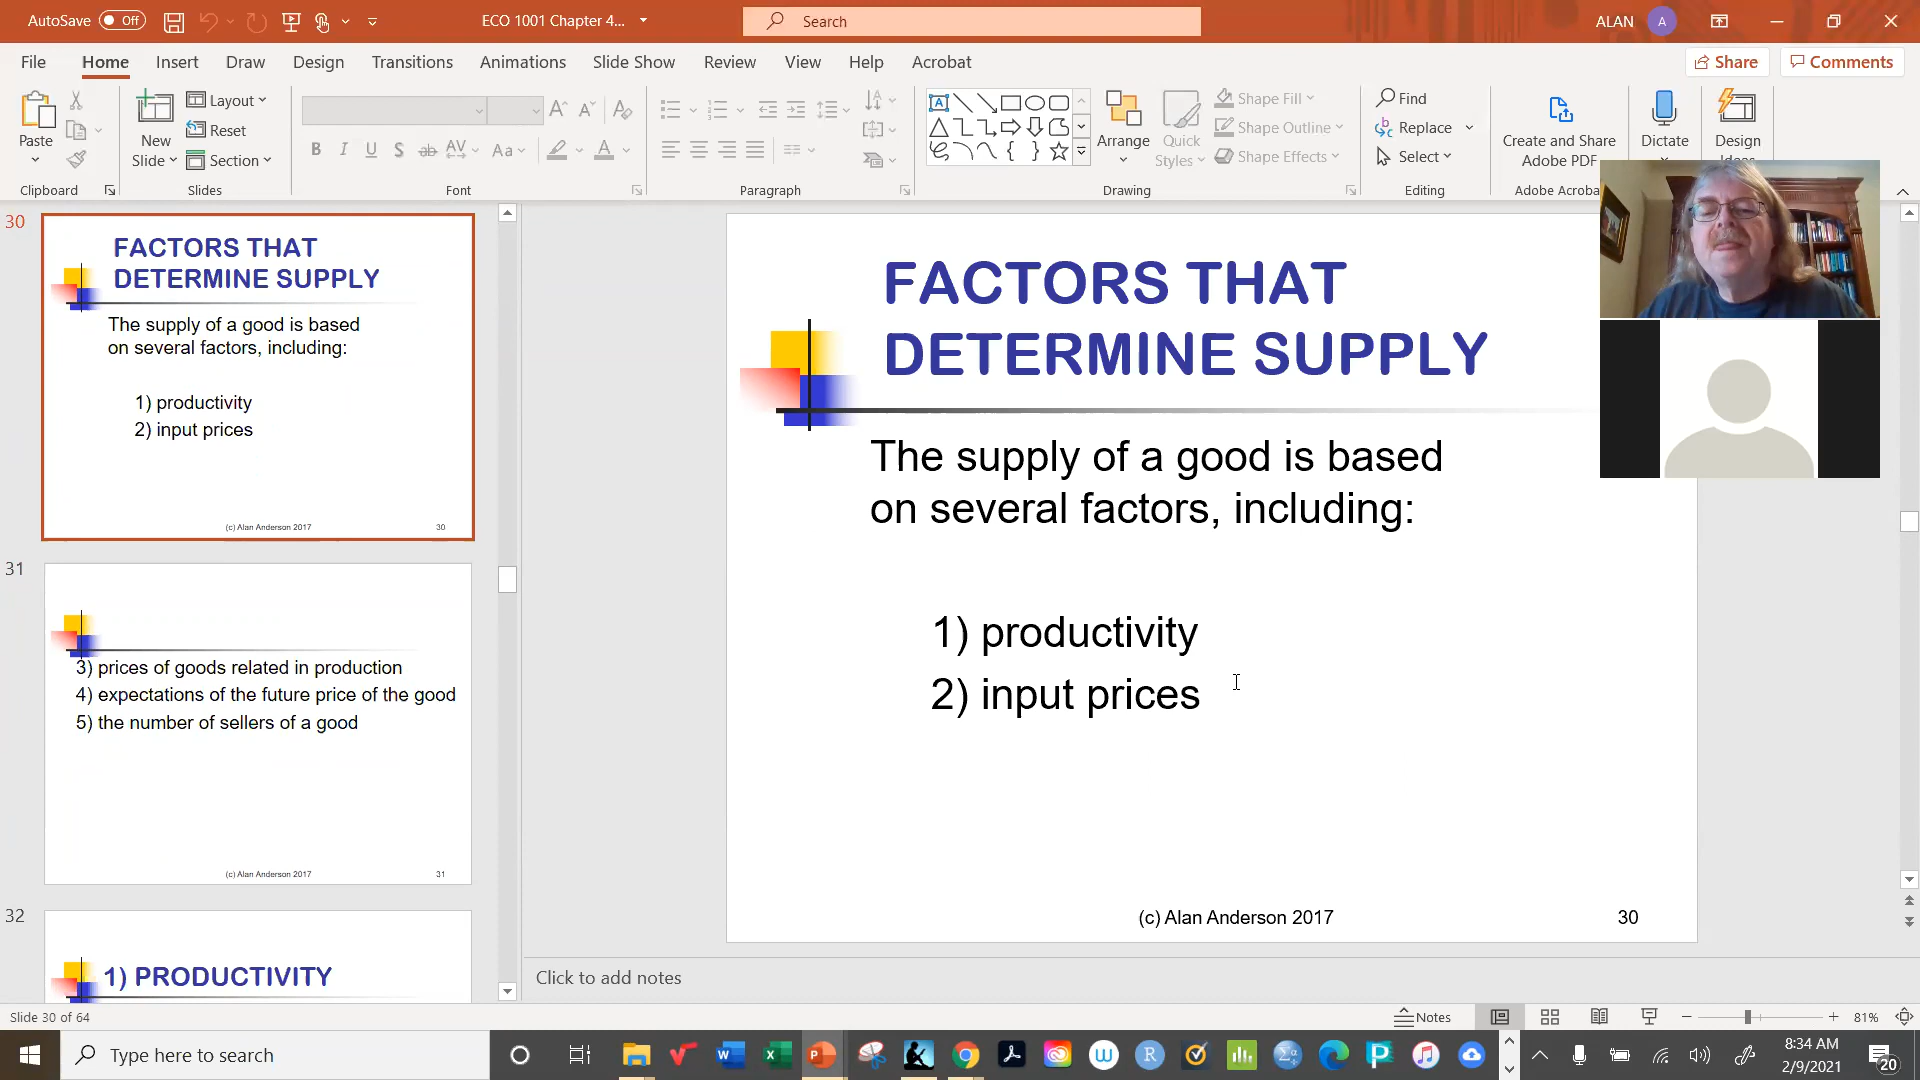 AutoSave Off
ECO 1001 Chapter 4...
Search
ALAN
A
File
Home
Insert
Draw
Design
Transitions
Animations
Slide Show
Review
View
Help
Acrobat
Share
Comments
Paste
Clipboard
New
Slide
Layout
Reset
Section
Slides
B I U S ab AV Aa A
Font
Paragraph
Arrange
Quick
Styles
Shape Fill
Shape Outline
Shape Effects
Drawing
Find
Replace
Select
Editing
Create and Share
Adobe PDF
Adobe Acroba
Dictate
Design
Ideas
30
FACTORS THAT
DETERMINE SUPPLY
The supply of a good is based
on several factors, including:
1) productivity
2) input prices
(c) Alan Anderson 2017
30
31
3) prices of goods related in production
4) expectations of the future price of the good
5) the number of sellers of a good
(c) Alan Anderson 2017
31
32
1) PRODUCTIVITY
FACTORS THAT
DETERMINE SUPPLY
The supply of a good is based
on several factors, including:
1) productivity
2) input prices
(c) Alan Anderson 2017
30
Click to add notes
Slide 30 of 64
Notes
81%
Type here to search
8:34 AM
2/9/2021
20